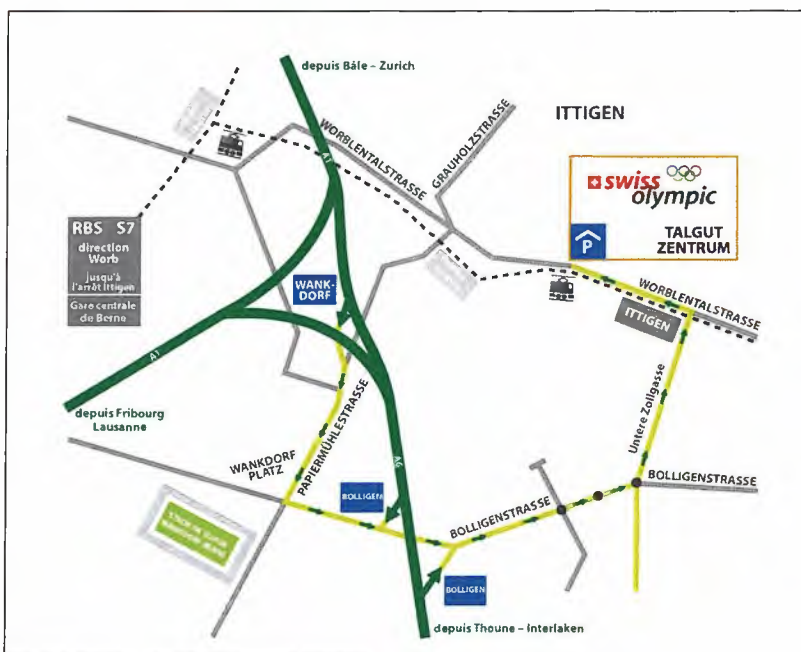 depuis Bâle – Zurich
ITTIGEN
WORBLENTALSTRASSE
GRAUHOLZSTRASSE
A1
swiss
olympic
P
TALGUT
ZENTRUM
RBS S7
direction
Worb
jusqu'à
l'arrêt Ittigen
Gare centrale
de Berne
WANK-
DORF
WORBLENTALSTRASSE
ITTIGEN
A1
depuis Fribourg
Lausanne
PAPIERMÜHLESTRASSE
Untere Zollgasse
WANKDORF
PLATZ
A6
BOLLIGEN
BOLLIGENSTRASSE
BOLLIGENSTRASSE
BOLLIGEN
depuis Thoune – Interlaken